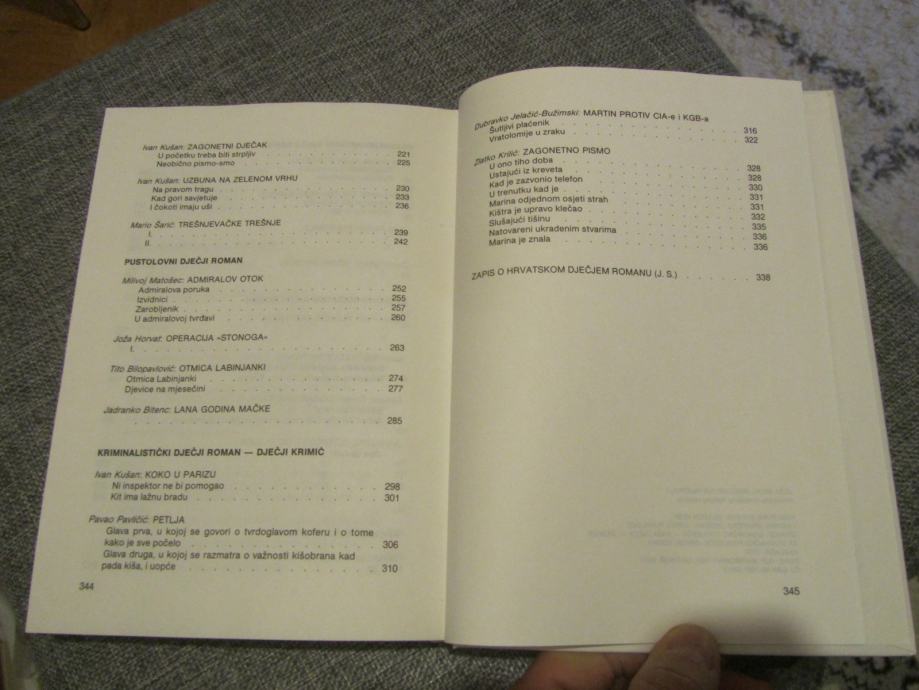 Ivan Kušan: ZAGONETNI DJEČAK
U početku treba biti strpljiv . . . . . . . . . . 221
Neobično pismo-smo . . . . . . . . . . 225
Ivan Kušan: UZBUNA NA ZELENOM VRHU
Na pravom tragu . . . . . . . . . . 230
Kad gori savjetuje . . . . . . . . . . 233
I čokoti imaju uši . . . . . . . . . . 236
Mario Šarić: TREŠNJEVAČKE TREŠNJE
I. . . . . . . . . . . 239
II. . . . . . . . . . . 242
PUSTOLOVNI DJEČJI ROMAN
Milivoj Matošec: ADMIRALOV OTOK
Admiralova poruka . . . . . . . . . . 252
Izvidnici . . . . . . . . . . 255
Zarobljenik . . . . . . . . . . 257
U admiralovoj tvrđavi . . . . . . . . . . 260
Joža Horvat: OPERACIJA »STONOGA»
I. . . . . . . . . . . 263
Tito Bilopavlović: OTMICA LABINJANKI
Otmica Labinjanki . . . . . . . . . . 274
Djevice na mjesečini . . . . . . . . . . 277
Jadranko Bitenc: LANA GODINA MAČKE
. . . . . . . . . . 285
KRIMINALISTIČKI DJEČJI ROMAN — DJEČJI KRIMIĆ
Ivan Kušan: KOKO U PARIZU
Ni inspektor ne bi pomogao . . . . . . . . . . 298
Kit ima lažnu bradu . . . . . . . . . . 301
Pavao Pavličić: PETLJA
Glava prva, u kojoj se govori o tvrdoglavom koferu i o tome
kako je sve počelo . . . . . . . . . . 306
Glava druga, u kojoj se razmatra o važnosti kišobrana kad
pada kiša, i uopće . . . . . . . . . . 310
344
Dubravko Jelačić-Bužimski: MARTIN PROTIV CIA-e i KGB-a
Šutljivi plaćenik . . . . . . . . . . 316
Vratolomije u zraku . . . . . . . . . . 322
Zlatko Krilić: ZAGONETNO PISMO
U ono tiho doba . . . . . . . . . . 328
Ustajući iz kreveta . . . . . . . . . . 328
Kad je zazvonio telefon . . . . . . . . . . 330
U trenutku kad je . . . . . . . . . . 331
Marina odjednom osjeti strah . . . . . . . . . . 331
Kištra je upravo klečao . . . . . . . . . . 332
Slušajući tišinu . . . . . . . . . . 335
Natovareni ukradenim stvarima . . . . . . . . . . 336
Marina je znala . . . . . . . . . . 336
ZAPIS O HRVATSKOM DJEČJEM ROMANU (J. S.) . . . . . . . . . . 338
345